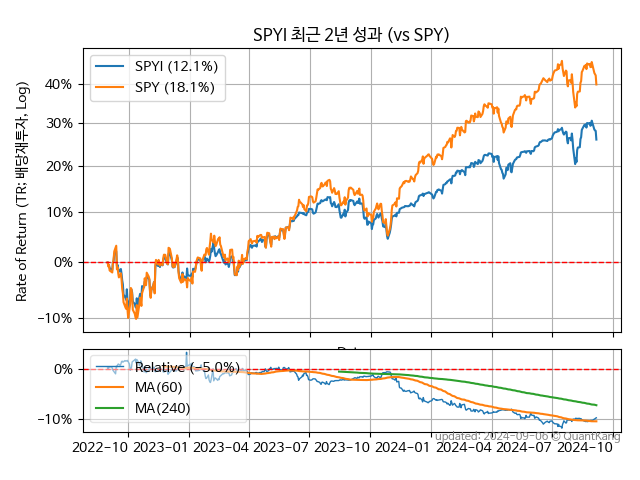 SPYI 최근 2년 성과 (vs SPY)
SPYI (12.1%)
SPY (18.1%)
Rate of Return (TR: 배당재투자, Log)
40%
30%
20%
10%
0%
−10%
Relative (−5.0%)
MA(60)
MA(240)
0%
−10%
updated: 2024-09-06 © QuantKang
2022−10 2023−01 2023−04 2023−07 2023−10 2024−01 2024−04 2024−07 2024−10